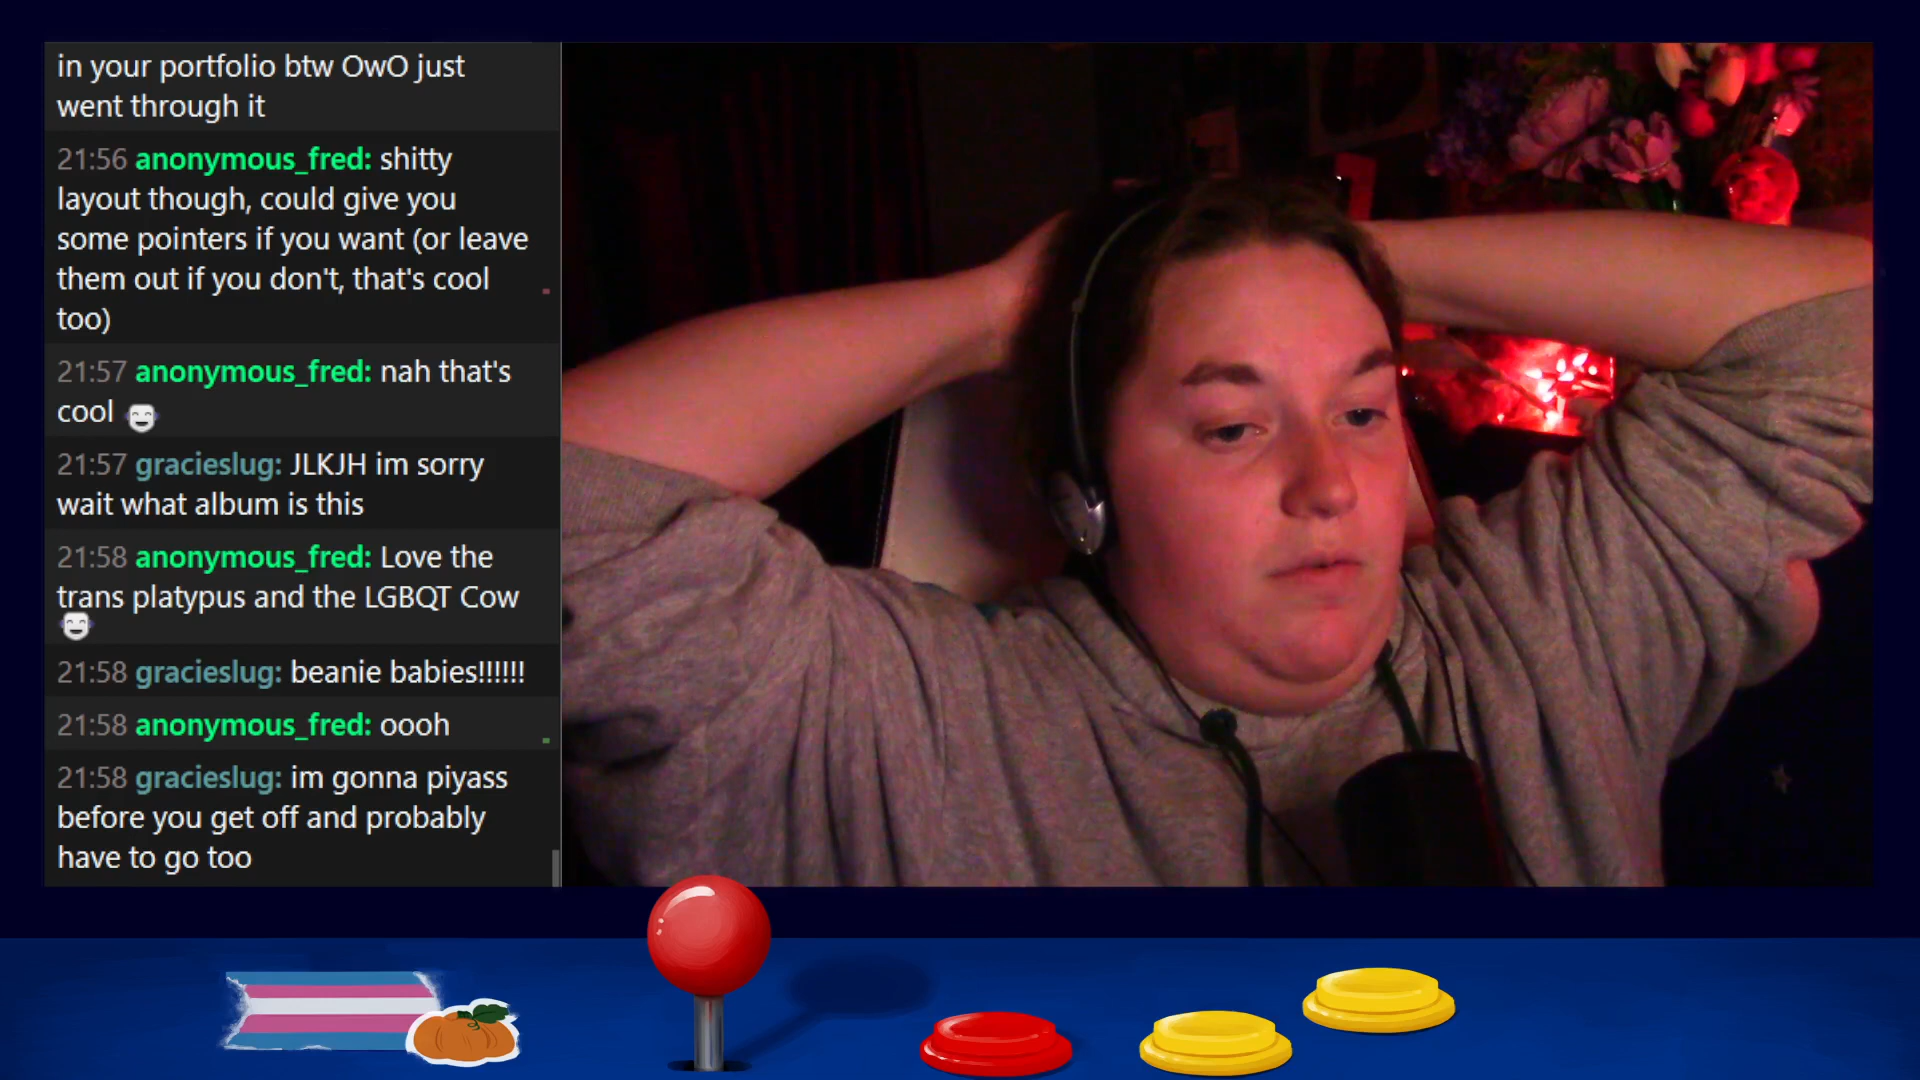 in your portfolio btw OwO just
went through it
21:56 anonymous_fred: shitty
layout though, could give you
some pointers if you want (or leave
them out if you don't, that's cool
too)
21:57 anonymous_fred: nah that's
cool
21:57 gracieslug: JLKJH im sorry
wait what album is this
21:58 anonymous_fred: Love the
trans platypus and the LGBQT Cow
21:58 gracieslug: beanie babies!!!!!!
21:58 anonymous_fred: oooh
21:58 gracieslug: im gonna piyass
before you get off and probably
have to go too